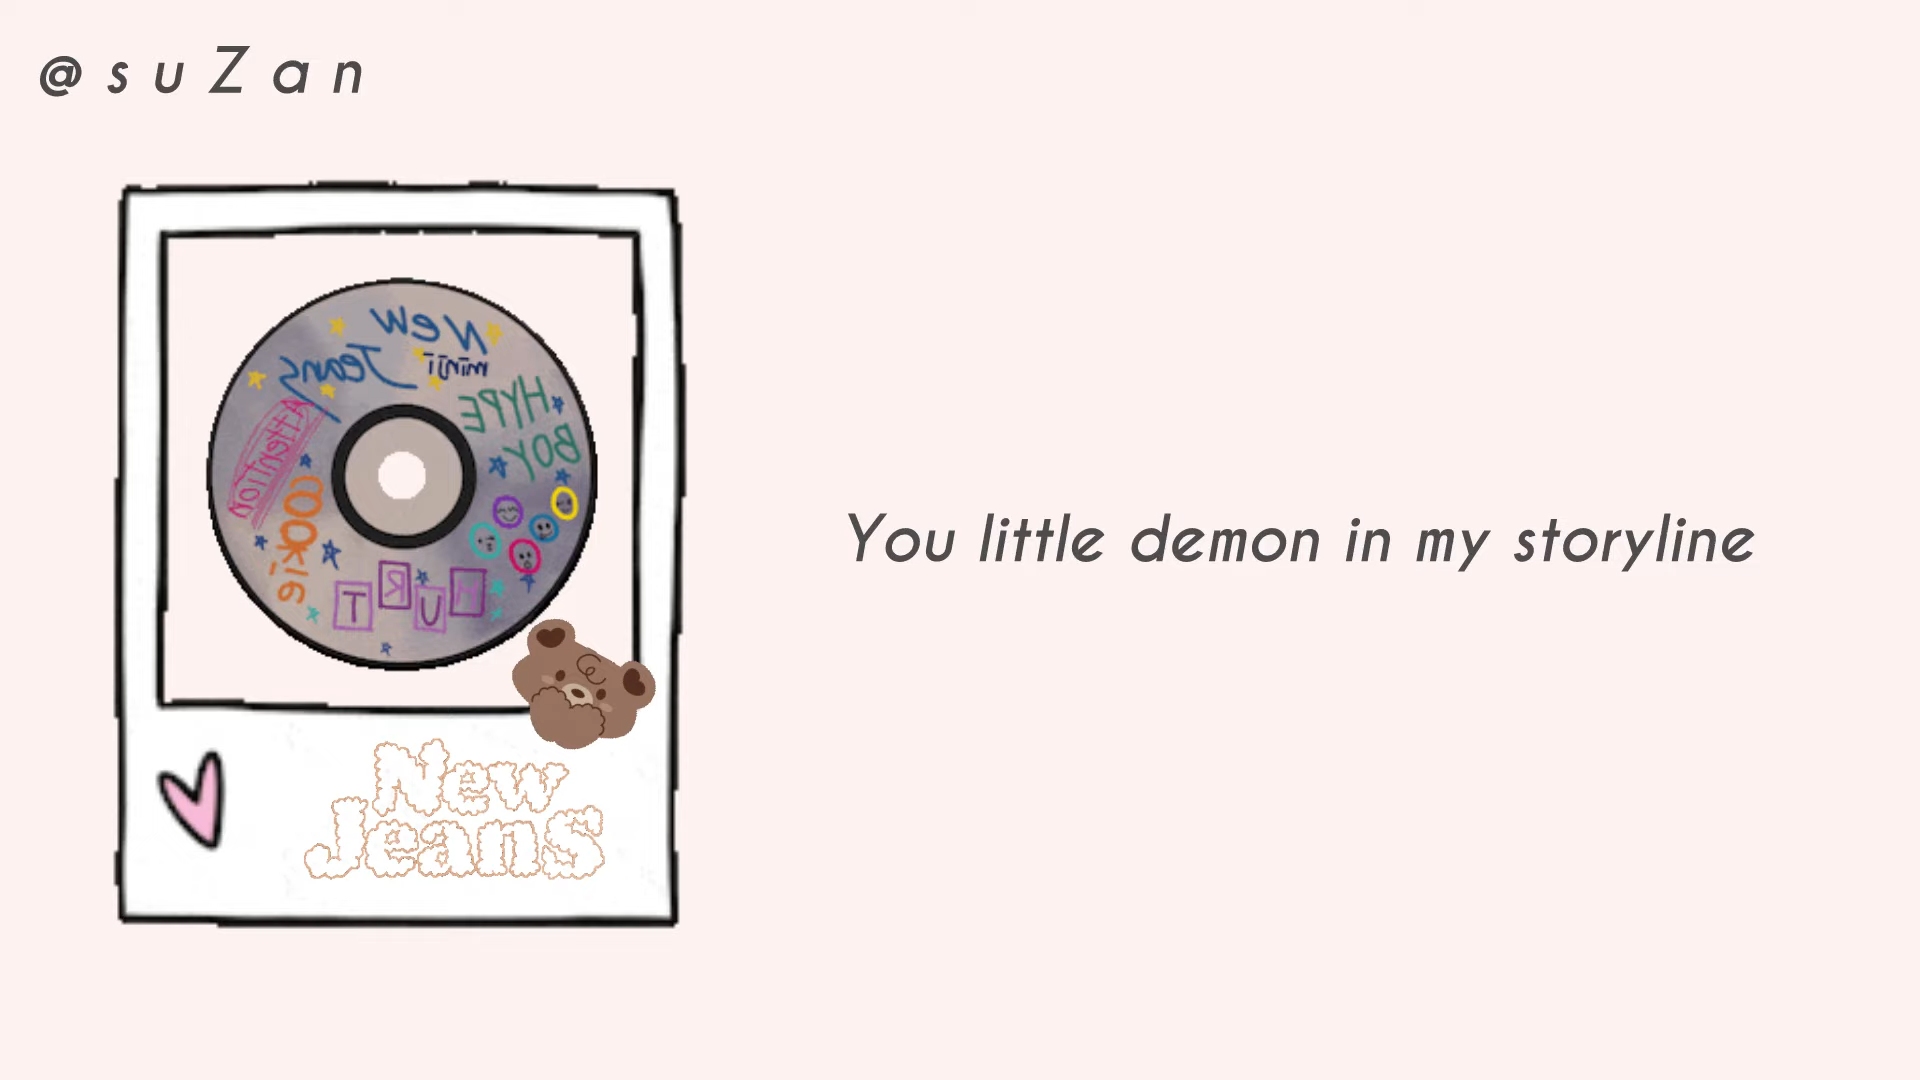 @suZan
New
Jeans
minji
HYPE
BOY
Attention
COOKiE
HURT
New
Jeans
You little demon in my storyline